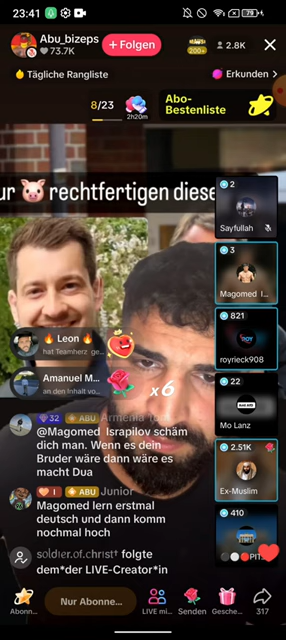 23:41
79
Abu_bizeps
73.7K
+ Folgen
200+
2.8K
Tägliche Rangliste
Erkunden >
8/23
2h20m
Abo-
Bestenliste
ur 🐷 rechtfertigen diese
2
Sayfullah
3
Magomed I...
821
royrieck908
22
Mo Lanz
2.51K
Ex-Muslim
410
🔥 Leon 🔥
hat Teamherz ge...
Amanuel M...
an den Inhalt vo...
x6
32 ABU Armenia
@Magomed Israpilov schäm
dich man. Wenn es dein
Bruder wäre dann wäre es
macht Dua
I ABU Junior
Magomed lern erstmal
deutsch und dann komm
nochmal hoch
soldier.of.christ† folgte
dem*der LIVE-Creator*in
Abonn...
Nur Abonne...
LIVE mi...
Senden
Gesche...
317